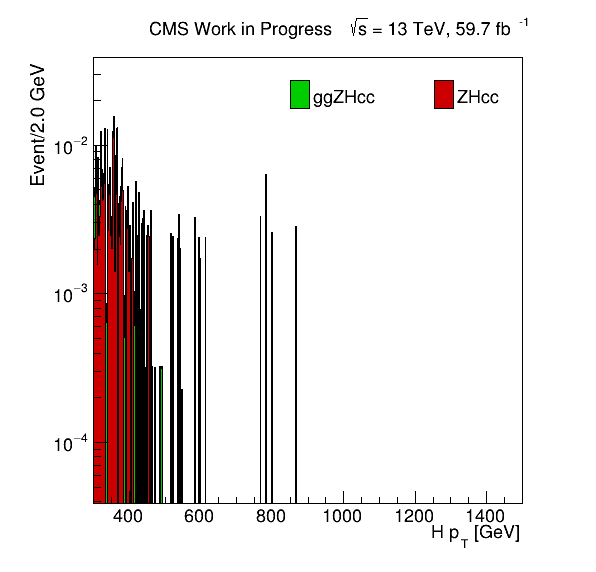 CMS Work in Progress √s = 13 TeV, 59.7 fb⁻¹
Event/2.0 GeV
ggZHcc ZHcc
10⁻²
10⁻³
10⁻⁴
400 600 800 1000 1200 1400
H p_T [GeV]